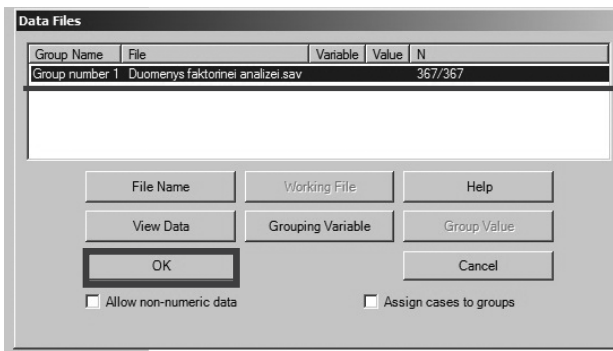 Data Files
Group Name File Variable Value N
Group number 1 Duomenys faktorinei analizei.sav 367/367
File Name Working File Help
View Data Grouping Variable Group Value
OK Cancel
Allow non-numeric data Assign cases to groups